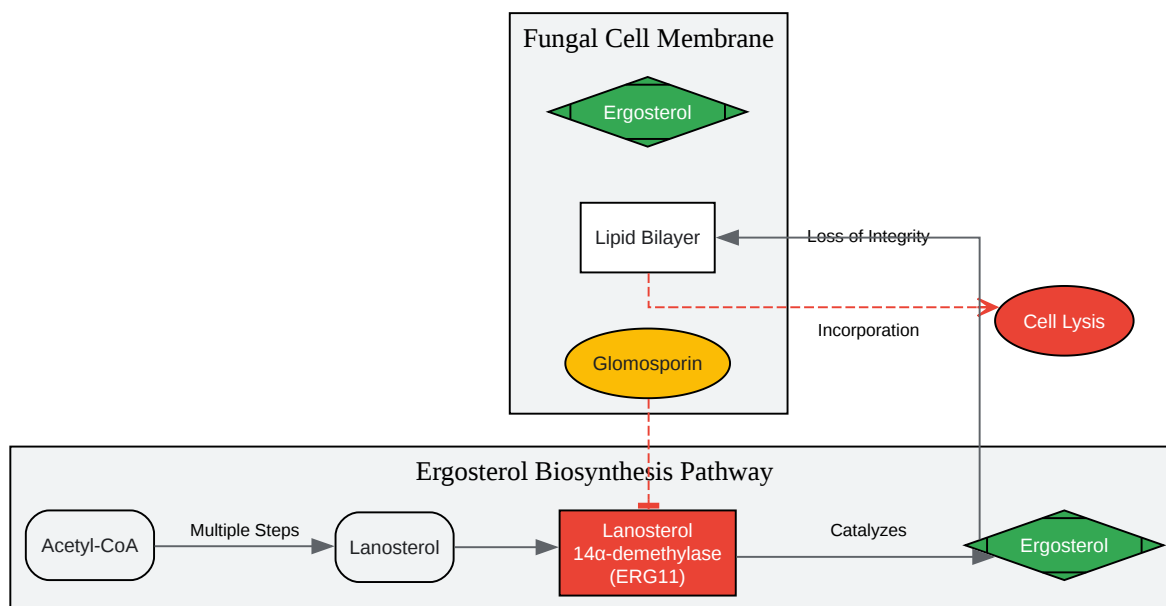 Fungal Cell Membrane
Ergosterol
Lipid Bilayer
Loss of Integrity
Incorporation
Cell Lysis
Glomosporin
Ergosterol Biosynthesis Pathway
Acetyl-CoA
Multiple Steps
Lanosterol
Lanosterol
14α-demethylase
(ERG11)
Catalyzes
Ergosterol